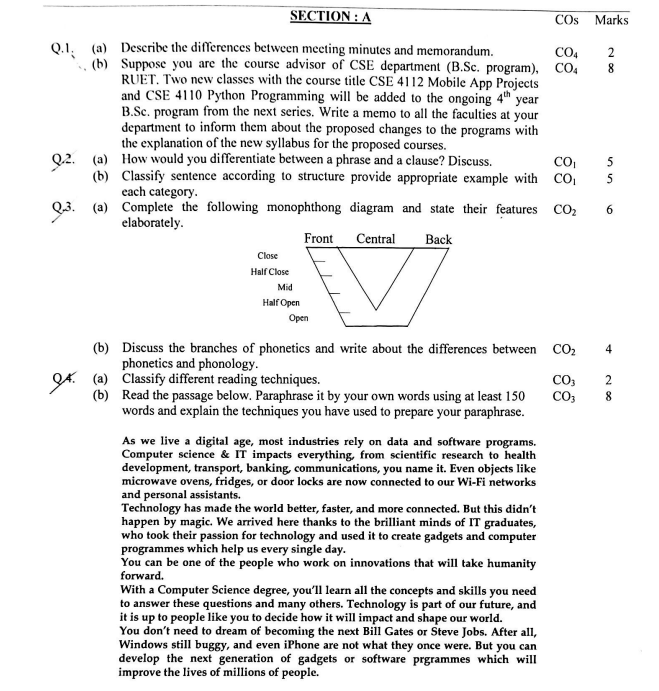 SECTION : A COs Marks
Q.1. (a) Describe the differences between meeting minutes and memorandum. CO4 2
(b) Suppose you are the course advisor of CSE department (B.Sc. program), CO4 8
RUET. Two new classes with the course title CSE 4112 Mobile App Projects
and CSE 4110 Python Programming will be added to the ongoing 4th year
B.Sc. program from the next series. Write a memo to all the faculties at your
department to inform them about the proposed changes to the programs with
the explanation of the new syllabus for the proposed courses.
Q.2. (a) How would you differentiate between a phrase and a clause? Discuss. CO1 5
(b) Classify sentence according to structure provide appropriate example with CO1 5
each category.
Q.3. (a) Complete the following monophthong diagram and state their features CO2 6
elaborately.
Front Central Back
Close
Half Close
Mid
Half Open
Open
(b) Discuss the branches of phonetics and write about the differences between CO2 4
phonetics and phonology.
Q.4. (a) Classify different reading techniques. CO3 2
(b) Read the passage below. Paraphrase it by your own words using at least 150 CO3 8
words and explain the techniques you have used to prepare your paraphrase.
As we live a digital age, most industries rely on data and software programs.
Computer science & IT impacts everything, from scientific research to health
development, transport, banking, communications, you name it. Even objects like
microwave ovens, fridges, or door locks are now connected to our Wi-Fi networks
and personal assistants.
Technology has made the world better, faster, and more connected. But this didn't
happen by magic. We arrived here thanks to the brilliant minds of IT graduates,
who took their passion for technology and used it to create gadgets and computer
programmes which help us every single day.
You can be one of the people who work on innovations that will take humanity
forward.
With a Computer Science degree, you'll learn all the concepts and skills you need
to answer these questions and many others. Technology is part of our future, and
it is up to people like you to decide how it will impact and shape our world.
You don't need to dream of becoming the next Bill Gates or Steve Jobs. After all,
Windows still buggy, and even iPhone are not what they once were. But you can
develop the next generation of gadgets or software prgrammes which will
improve the lives of millions of people.